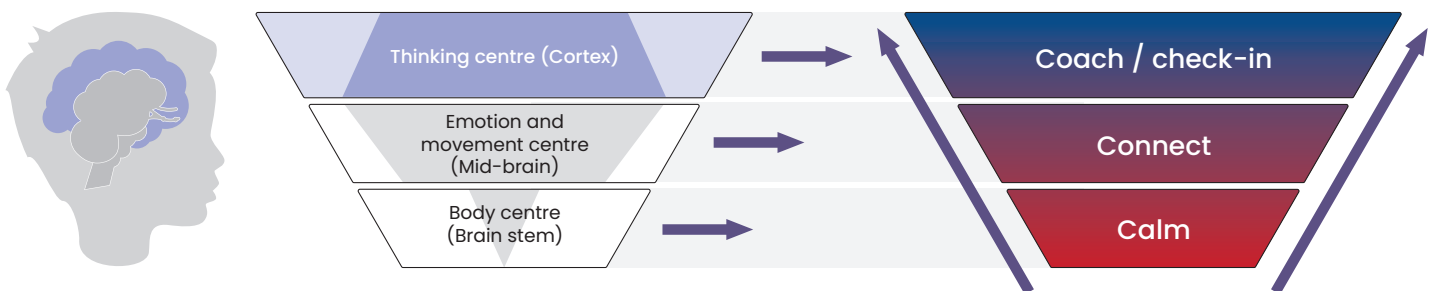 Thinking centre (Cortex)
Coach / check-in
Emotion and
movement centre
(Mid-brain)
Connect
Body centre
(Brain stem)
Calm